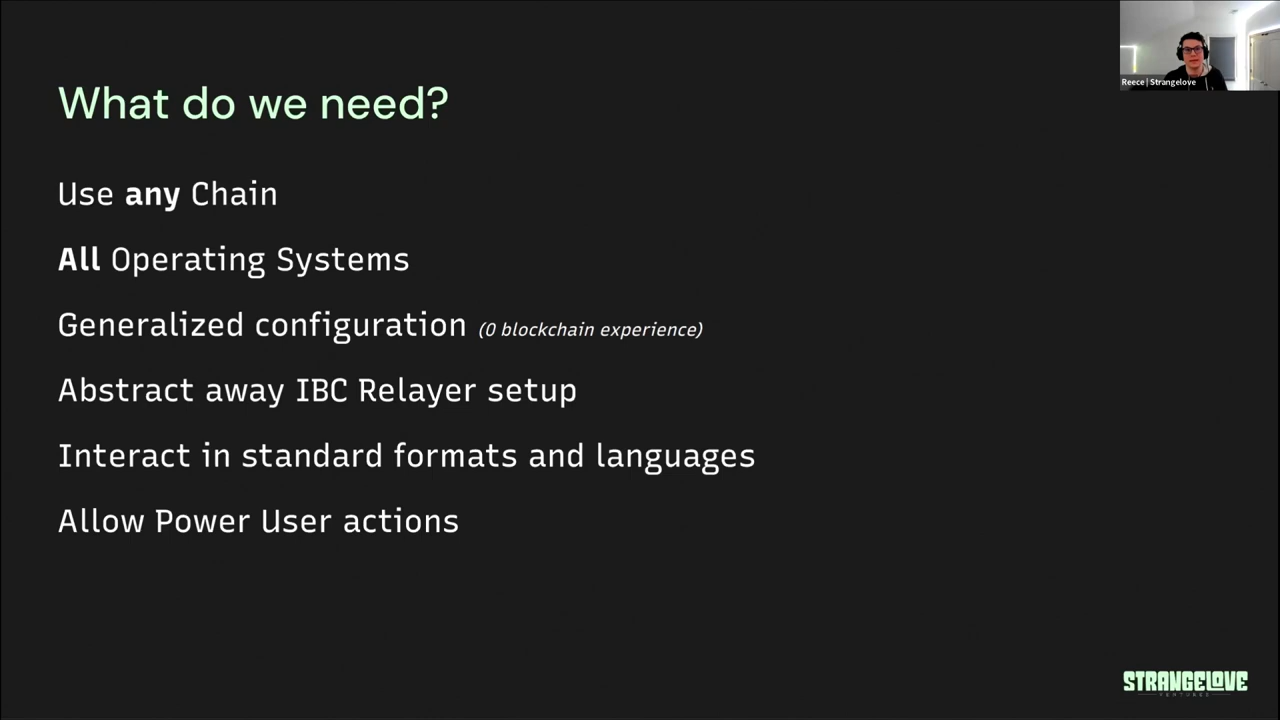 What do we need?
Use any Chain
All Operating Systems
Generalized configuration (0 blockchain experience)
Abstract away IBC Relayer setup
Interact in standard formats and languages
Allow Power User actions
Reece | Strangelove
STRANGELOVE
VENTURES